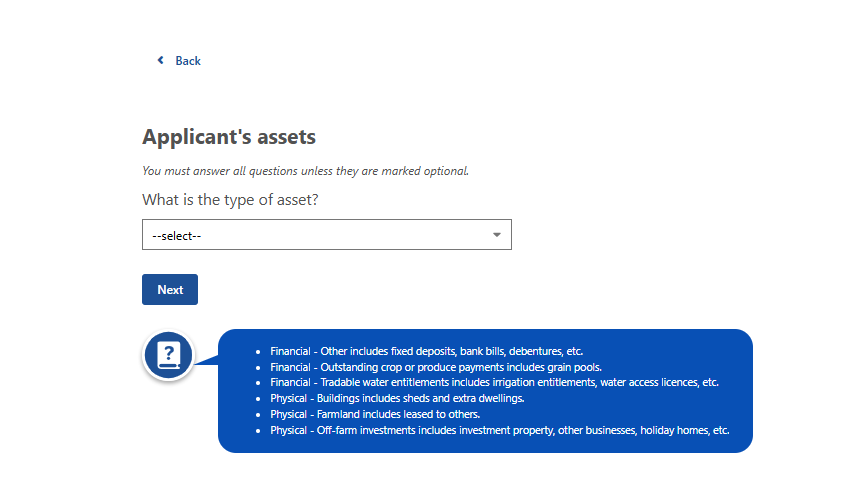 Back
Applicant's assets
You must answer all questions unless they are marked optional.
What is the type of asset?
--select--
Next
?
• Financial - Other includes fixed deposits, bank bills, debentures, etc.
• Financial - Outstanding crop or produce payments includes grain pools.
• Financial - Tradable water entitlements includes irrigation entitlements, water access licences, etc.
• Physical - Buildings includes sheds and extra dwellings.
• Physical - Farmland includes leased to others.
• Physical - Off-farm investments includes investment property, other businesses, holiday homes, etc.